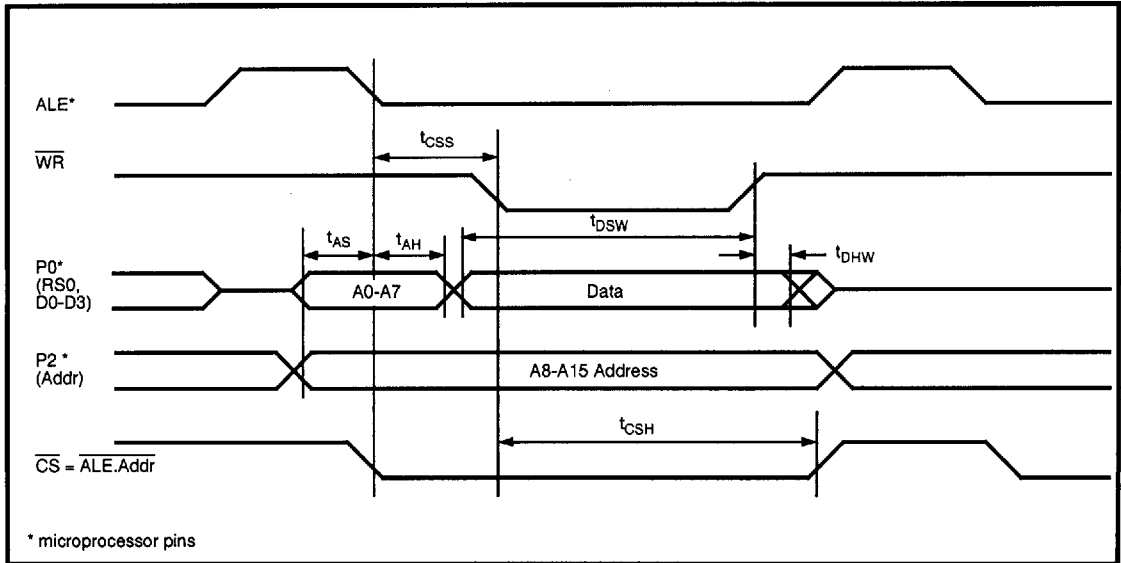 ALE*
tCSS
WR
tDSW
tAS
tAH
tDHW
P0*
(RS0,
D0-D3)
A0-A7
Data
P2 *
(Addr)
A8-A15 Address
tCSH
CS = ALE.Addr
* microprocessor pins